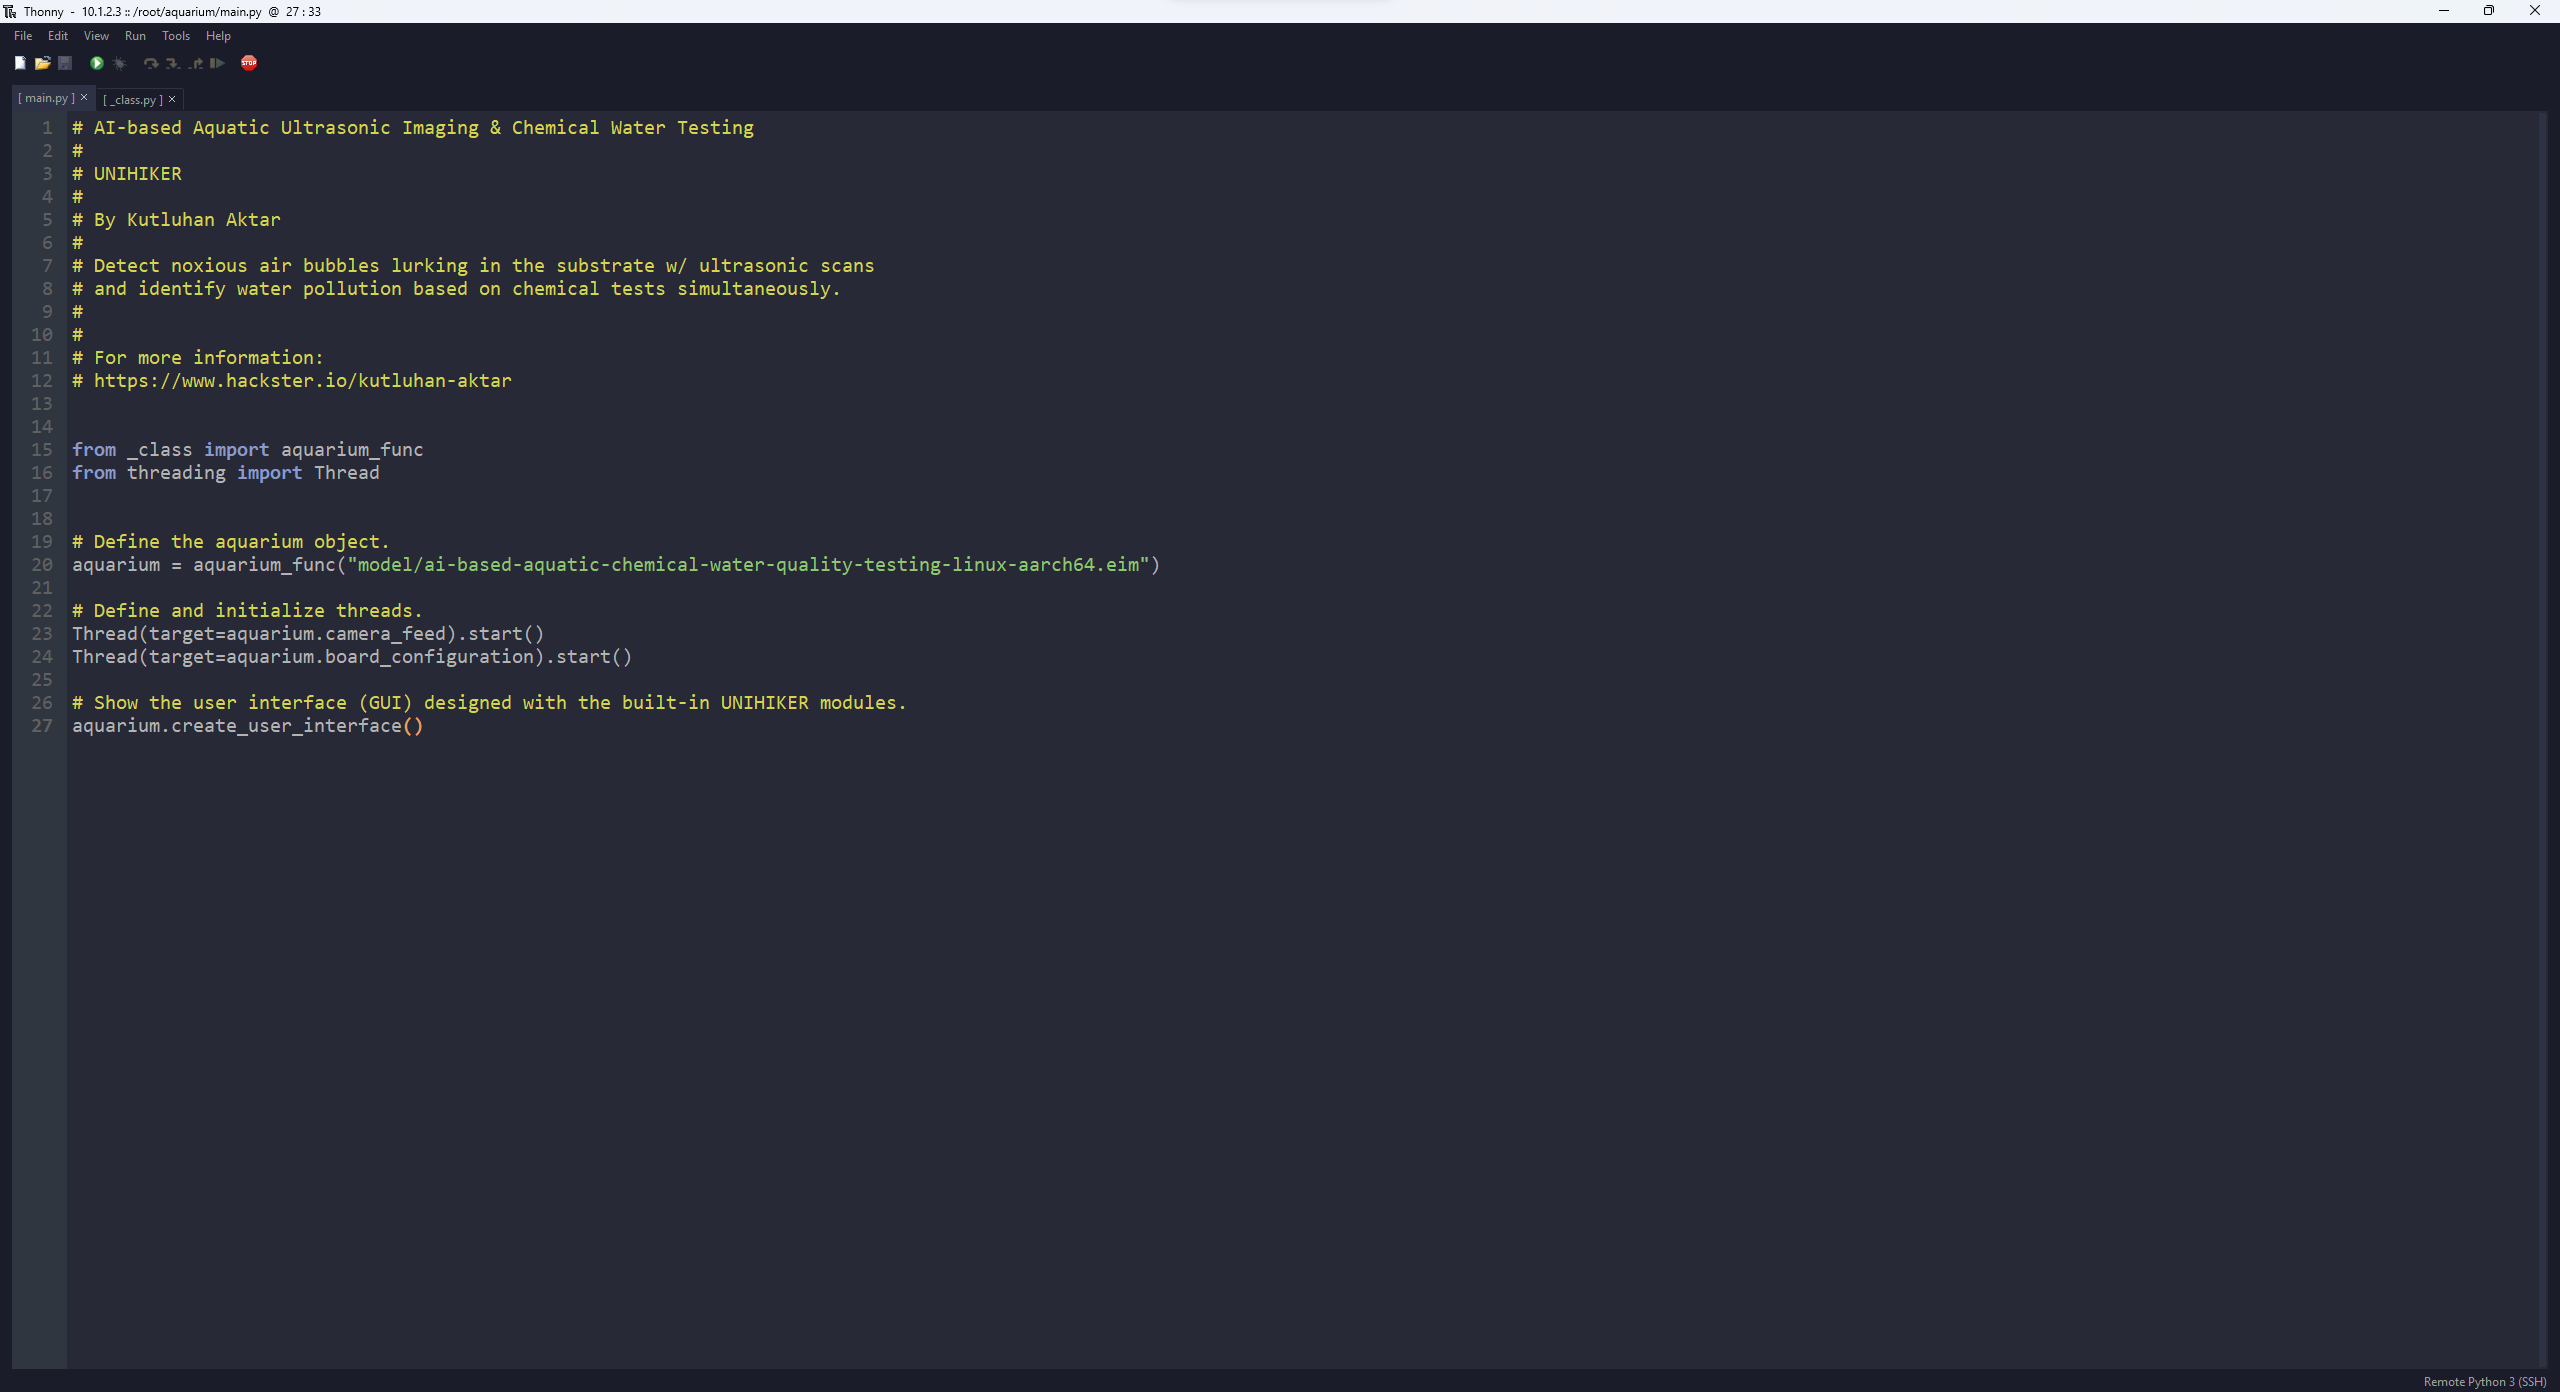 Thonny - 10.1.2.3 :: /root/aquarium/main.py @ 27 : 33
File Edit View Run Tools Help
STOP
[ main.py ] × [ _class.py ] ×
1 # AI-based Aquatic Ultrasonic Imaging & Chemical Water Testing
2 #
3 # UNIHIKER
4 #
5 # By Kutluhan Aktar
6 #
7 # Detect noxious air bubbles lurking in the substrate w/ ultrasonic scans
8 # and identify water pollution based on chemical tests simultaneously.
9 #
10 #
11 # For more information:
12 # https://www.hackster.io/kutluhan-aktar
13
14
15 from _class import aquarium_func
16 from threading import Thread
17
18
19 # Define the aquarium object.
20 aquarium = aquarium_func("model/ai-based-aquatic-chemical-water-quality-testing-linux-aarch64.eim")
21
22 # Define and initialize threads.
23 Thread(target=aquarium.camera_feed).start()
24 Thread(target=aquarium.board_configuration).start()
25
26 # Show the user interface (GUI) designed with the built-in UNIHIKER modules.
27 aquarium.create_user_interface()
Remote Python 3 (SSH)